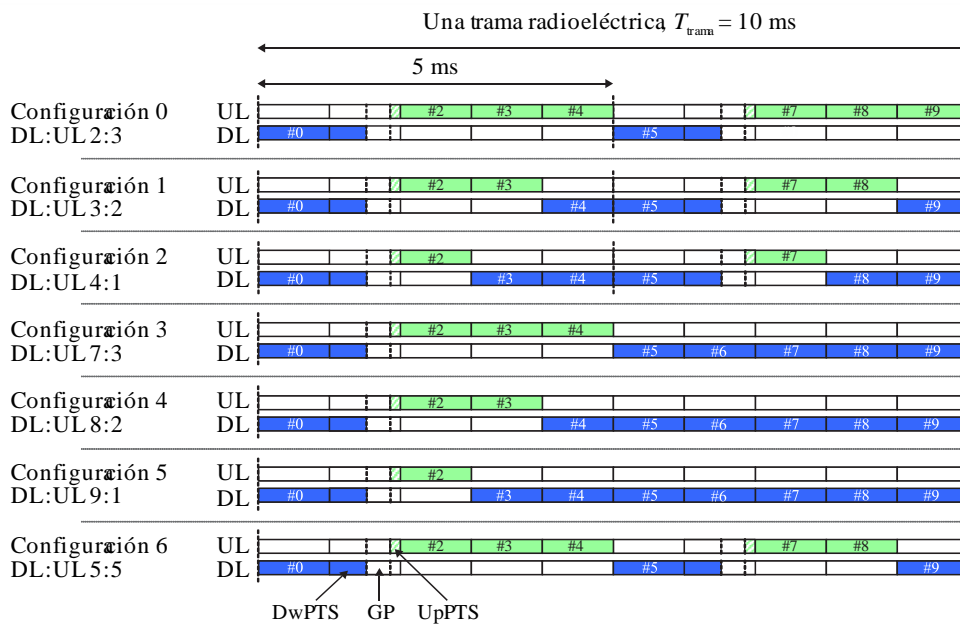 Una trama radioeléctrica, Ttrama = 10 ms
5 ms
Configuración 0 UL #2 #3 #4 #7 #8 #9
DL:UL 2:3 DL #0 #5
Configuración 1 UL #2 #3 #7 #8
DL:UL 3:2 DL #0 #4 #5 #9
Configuración 2 UL #2 #7
DL:UL 4:1 DL #0 #3 #4 #5 #8 #9
Configuración 3 UL #2 #3 #4
DL:UL 7:3 DL #0 #5 #6 #7 #8 #9
Configuración 4 UL #2 #3
DL:UL 8:2 DL #0 #4 #5 #6 #7 #8 #9
Configuración 5 UL #2
DL:UL 9:1 DL #0 #3 #4 #5 #6 #7 #8 #9
Configuración 6 UL #2 #3 #4 #7 #8
DL:UL 5:5 DL #0 #5 #9
DwPTS GP UpPTS